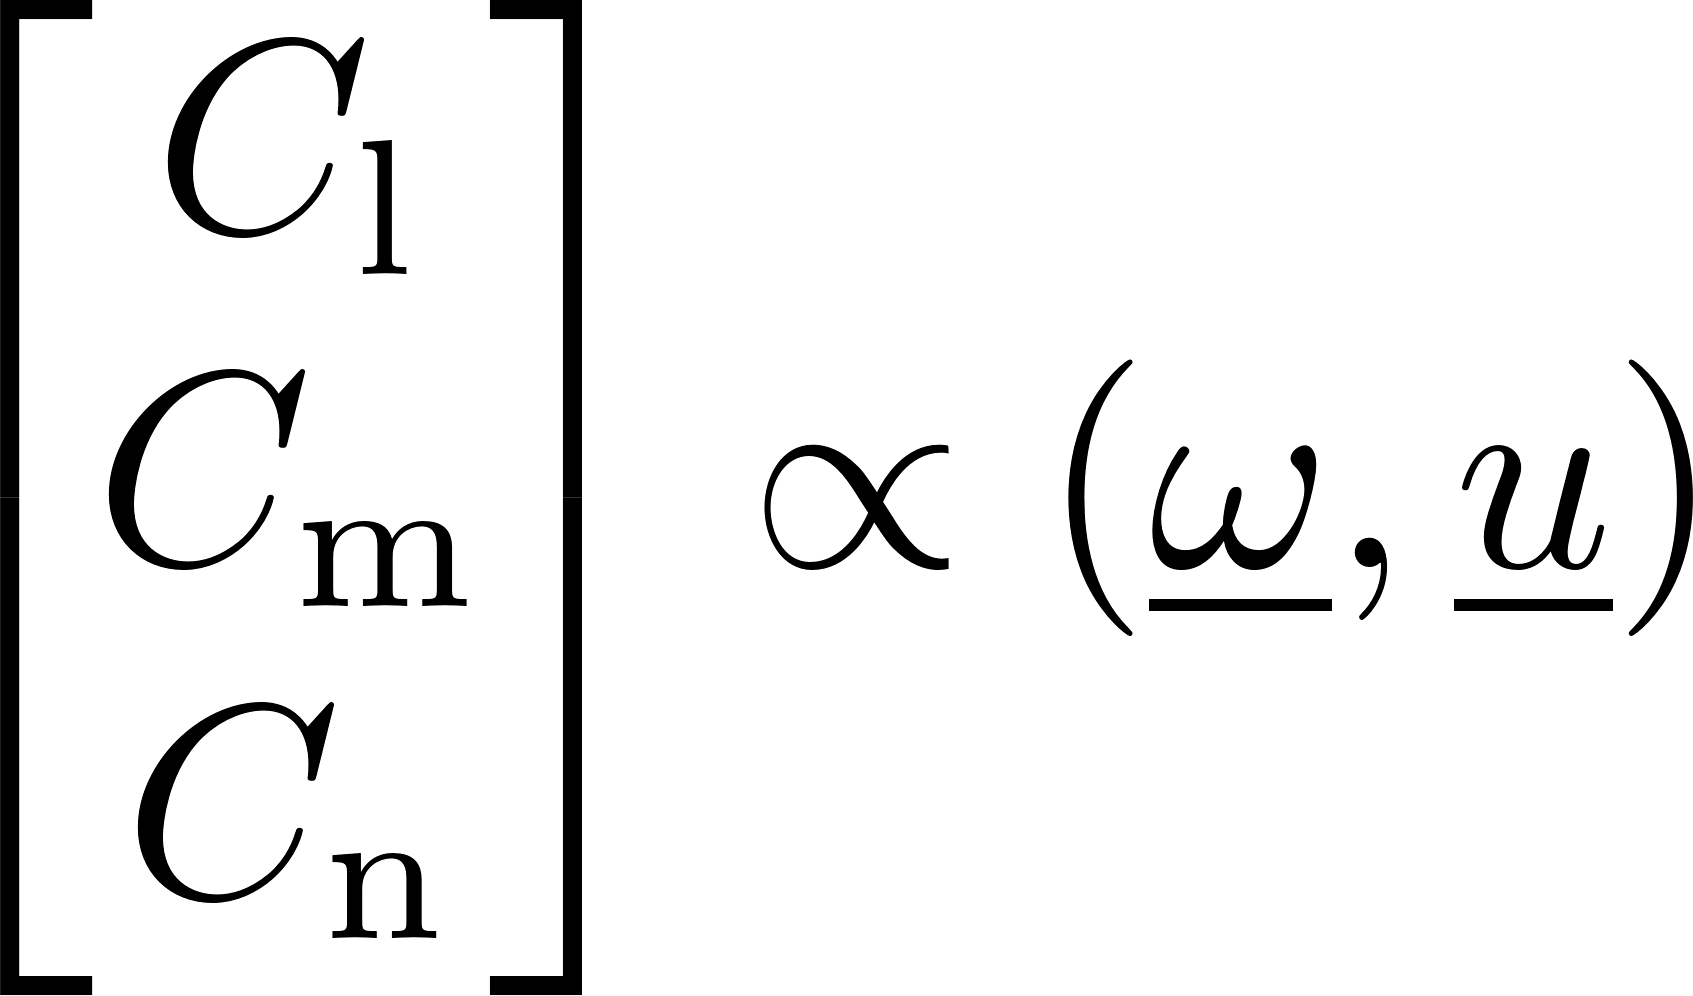 [ C_l
C_m ∝ (ω̲, u̲)
C_n ]